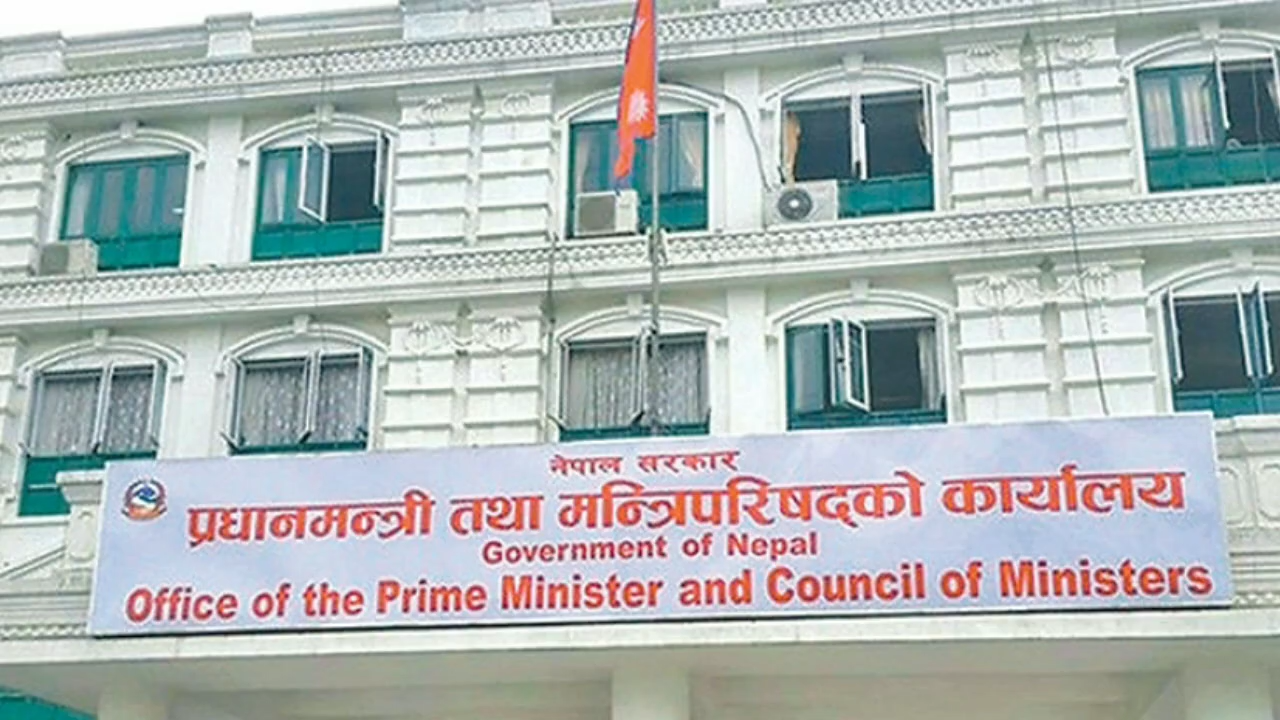 नेपाल सरकार
प्रधानमन्त्री तथा मन्त्रिपरिषद्को कार्यालय
Government of Nepal
Office of the Prime Minister and Council of Ministers